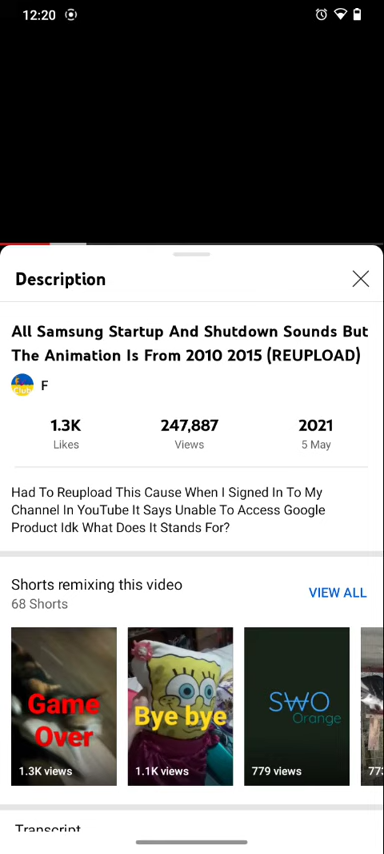 12:20
Description
All Samsung Startup And Shutdown Sounds But
The Animation Is From 2010 2015 (REUPLOAD)
F
1.3K 247,887 2021
Likes Views 5 May
Had To Reupload This Cause When I Signed In To My
Channel In YouTube It Says Unable To Access Google
Product Idk What Does It Stands For?
Shorts remixing this video
68 Shorts
VIEW ALL
Game
Over
1.3K views
Bye bye
1.1K views
SWO
Orange
779 views
Transcript